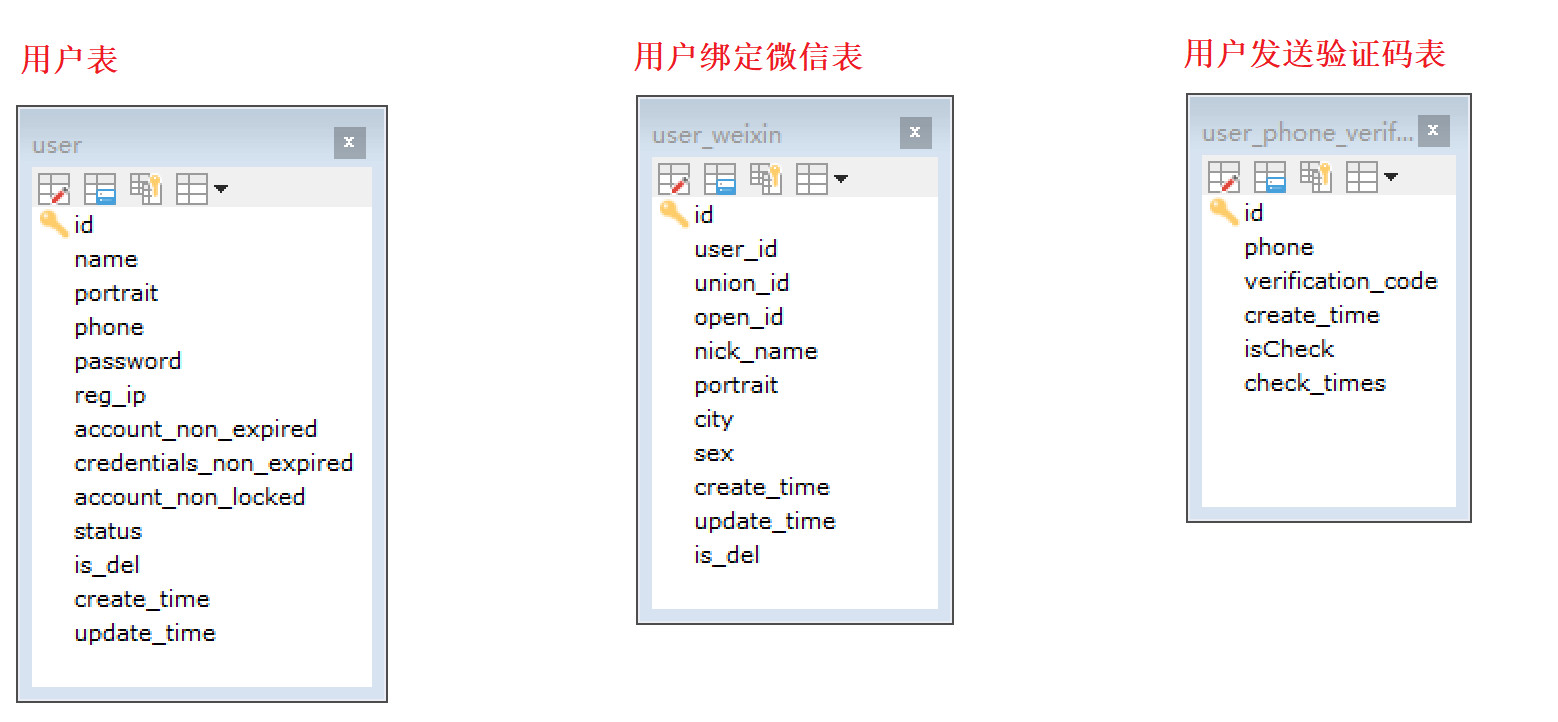 用户表
user
id
name
portrait
phone
password
reg_ip
account_non_expired
credentials_non_expired
account_non_locked
status
is_del
create_time
update_time
用户绑定微信表
user_weixin
id
user_id
union_id
open_id
nick_name
portrait
city
sex
create_time
update_time
is_del
用户发送验证码表
user_phone_verif...
id
phone
verification_code
create_time
isCheck
check_times